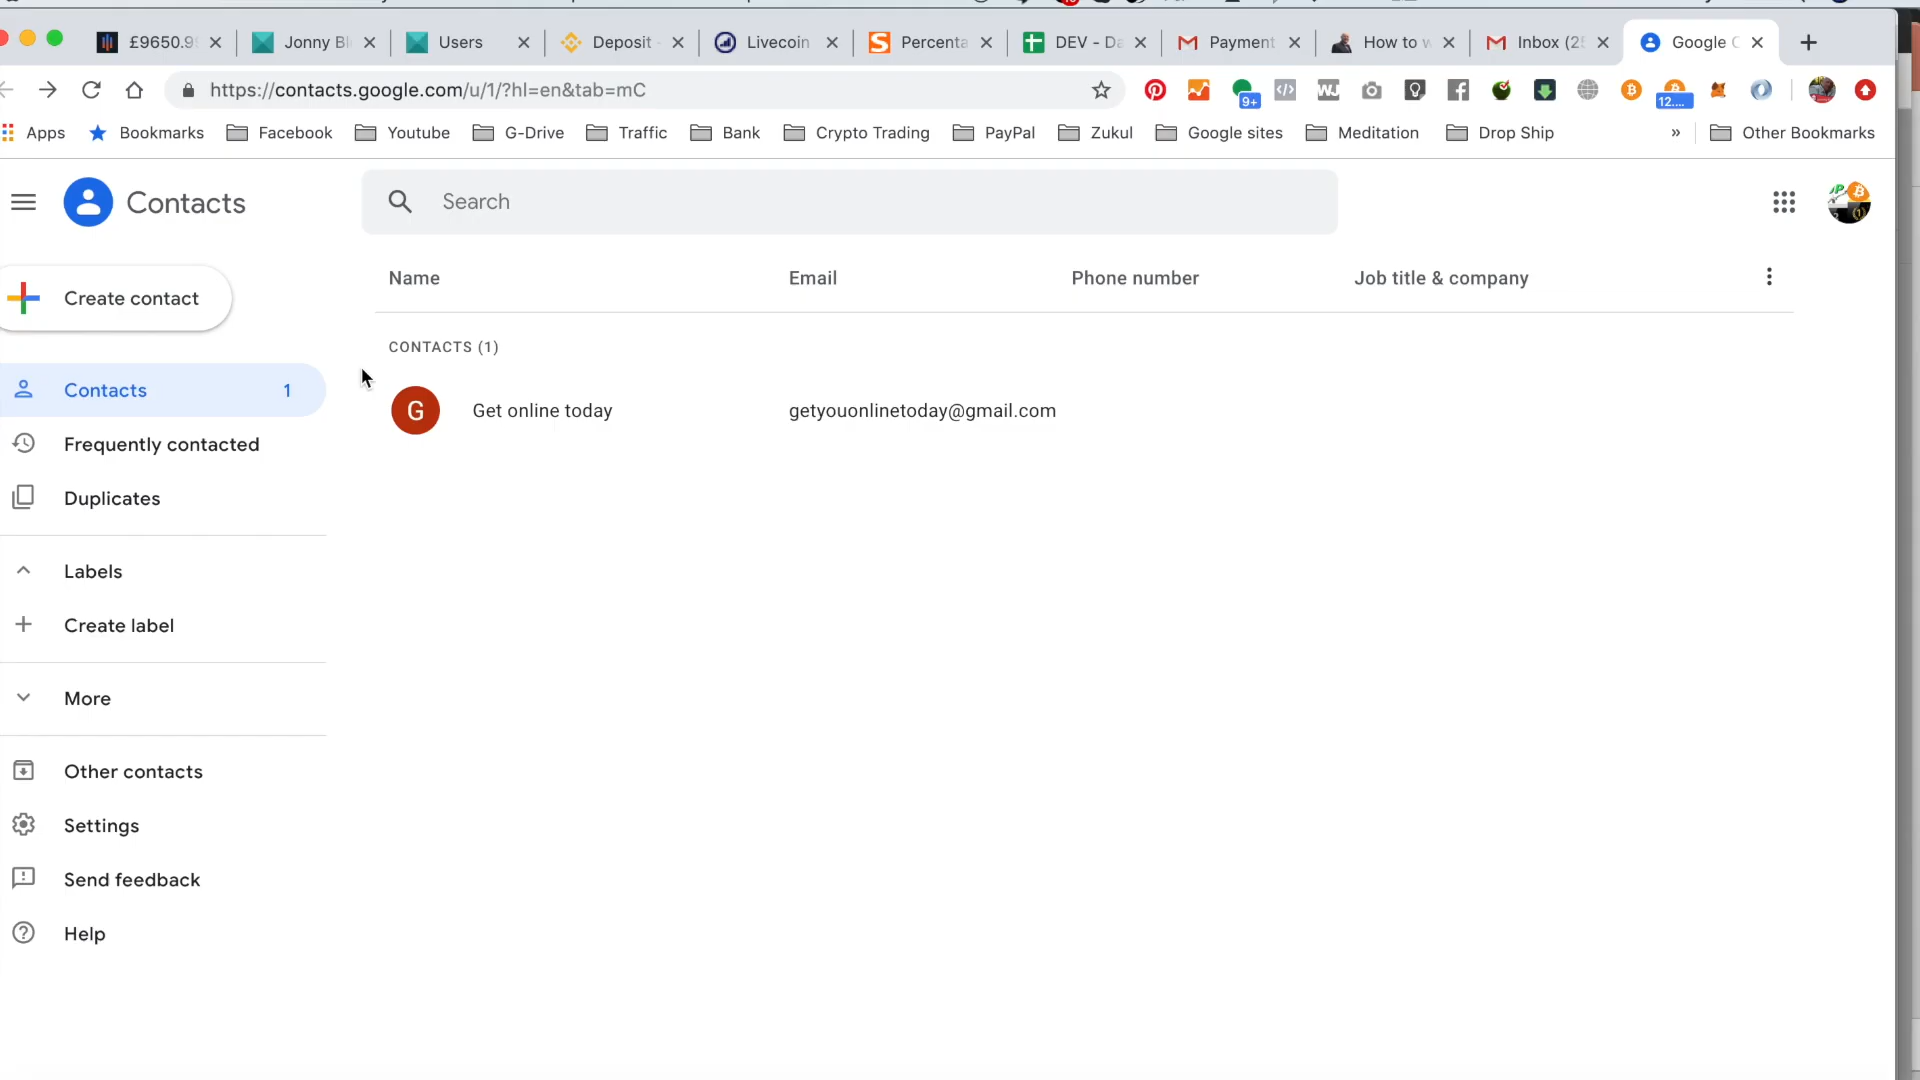 £9650.9
Jonny Bl
Users
Deposit -
Livecoin
Percenta
DEV - Da
Payment
How to w
Inbox (25
Google C
https://contacts.google.com/u/1/?hl=en&tab=mC
9+
12....
Apps
Bookmarks
Facebook
Youtube
G-Drive
Traffic
Bank
Crypto Trading
PayPal
Zukul
Google sites
Meditation
Drop Ship
»
Other Bookmarks
Contacts
Search
Create contact
Name
Email
Phone number
Job title & company
CONTACTS (1)
Contacts
1
G
Get online today
getyouonlinetoday@gmail.com
Frequently contacted
Duplicates
Labels
Create label
More
Other contacts
Settings
Send feedback
Help